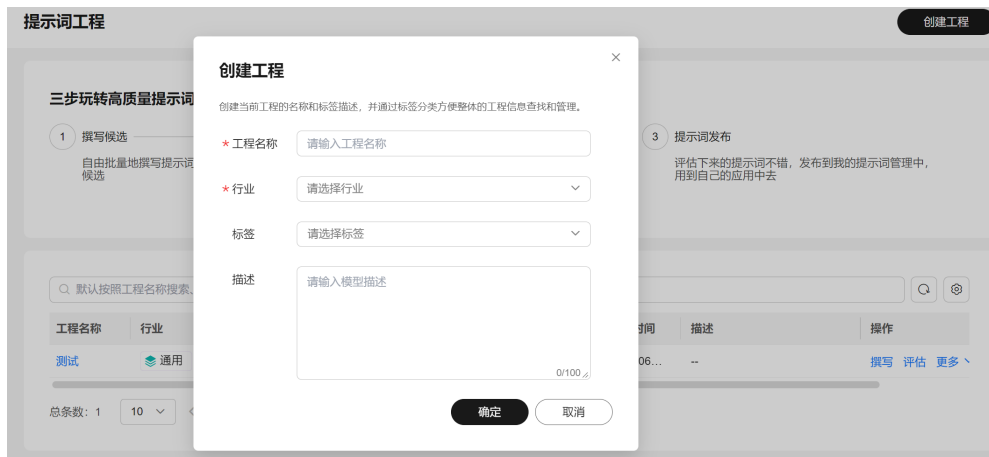 提示词工程
创建工程
三步玩转高质量提示词
1 撰写候选
自由批量地撰写提示词
候选
3 提示词发布
评估下来的提示词不错，发布到我的提示词管理中，
用到自己的应用中去
创建工程
创建当前工程的名称和标签描述，并通过标签分类方便整体的工程信息查找和管理。
* 工程名称 请输入工程名称
* 行业 请选择行业
标签 请选择标签
描述 请输入模型描述
0/100
确定 取消
默认按照工程名称搜索、
工程名称 行业 时间 描述 操作
测试 通用 06... -- 撰写 评估 更多
总条数：1 10